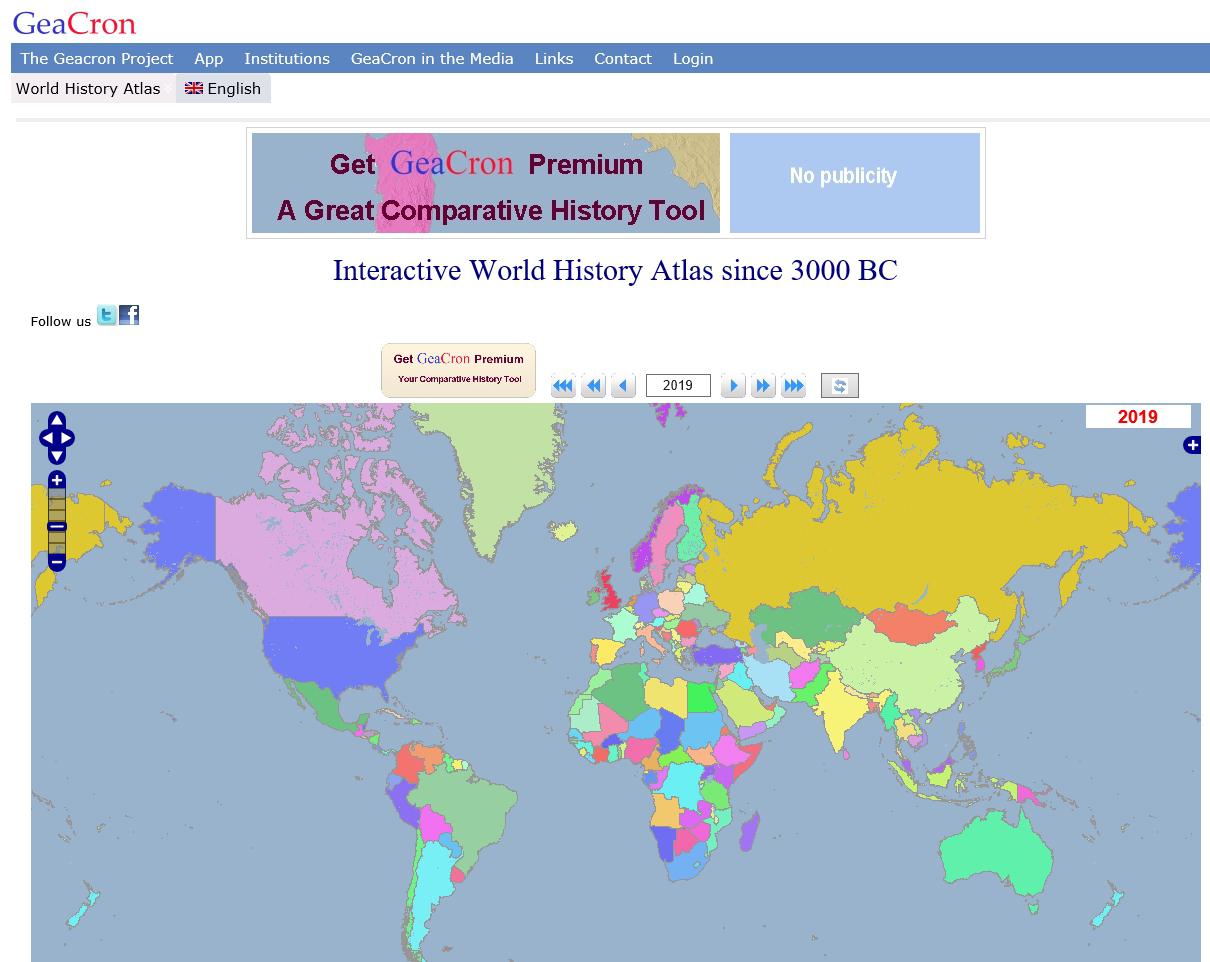 GeaCron
The Geacron Project App Institutions GeaCron in the Media Links Contact Login
World History Atlas English
Get GeaCron Premium
A Great Comparative History Tool
No publicity
Interactive World History Atlas since 3000 BC
Follow us
Get GeaCron Premium
Your Comparative History Tool
2019
2019